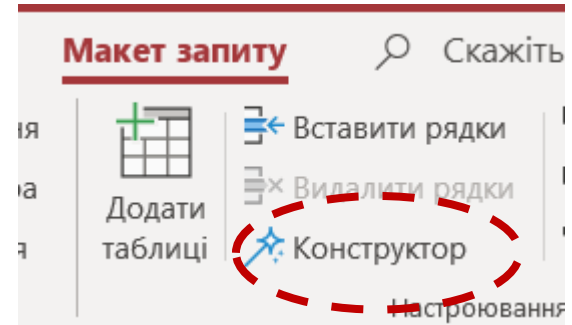 Макет запиту
Скажіть
Додати
таблиці
Вставити рядки
Видалити рядки
Конструктор
Настроювання